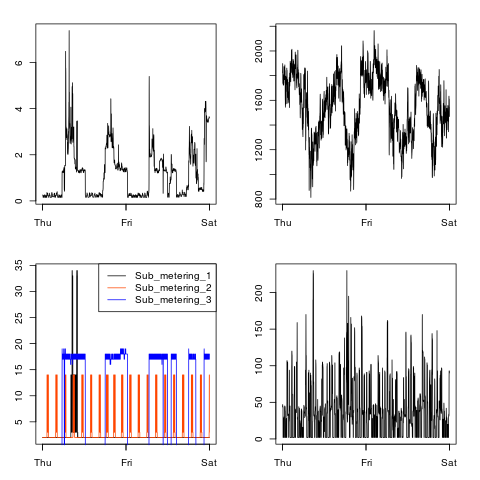 6
4
2
0
Thu Fri Sat
2000
1600
1200
800
Thu Fri Sat
35
30
25
20
15
10
5
Sub_metering_1
Sub_metering_2
Sub_metering_3
Thu Fri Sat
200
150
100
50
0
Thu Fri Sat